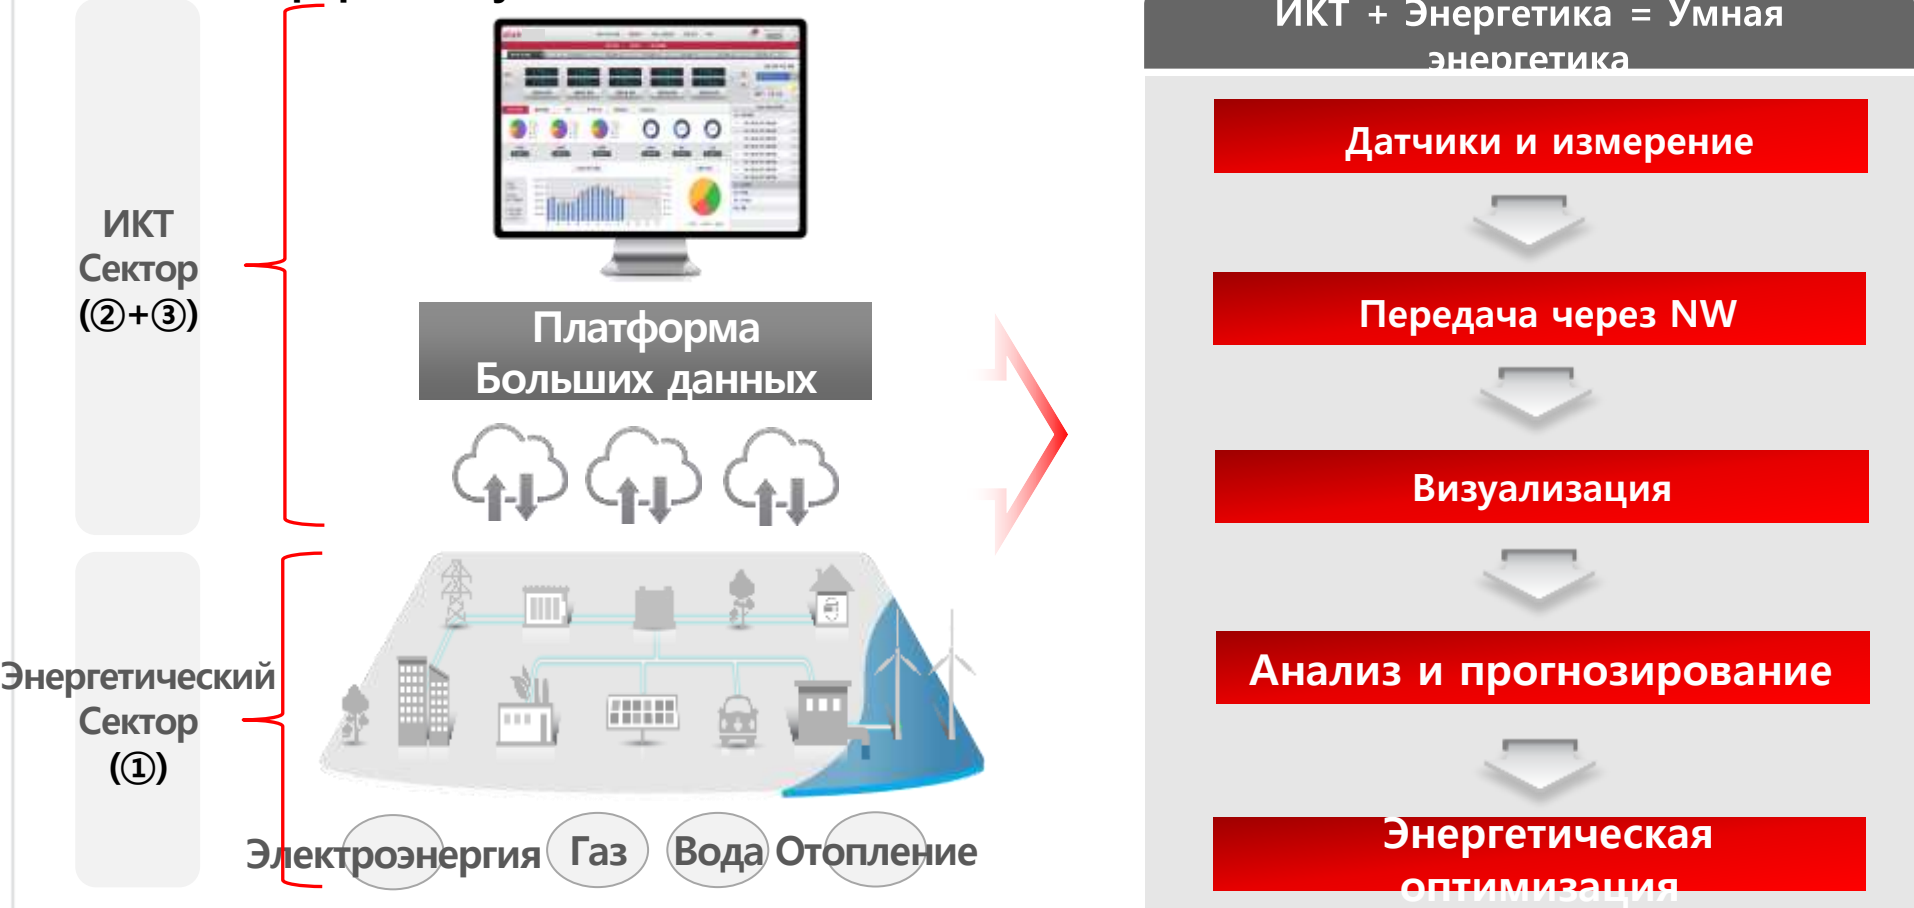 ИКТ
Сектор
(②+③)
Платформа
Больших данных
Энергетический
Сектор
(①)
Электроэнергия
Газ
Вода
Отопление
ИКТ + Энергетика = Умная
энергетика
Датчики и измерение
Передача через NW
Визуализация
Анализ и прогнозирование
Энергетическая
оптимизация